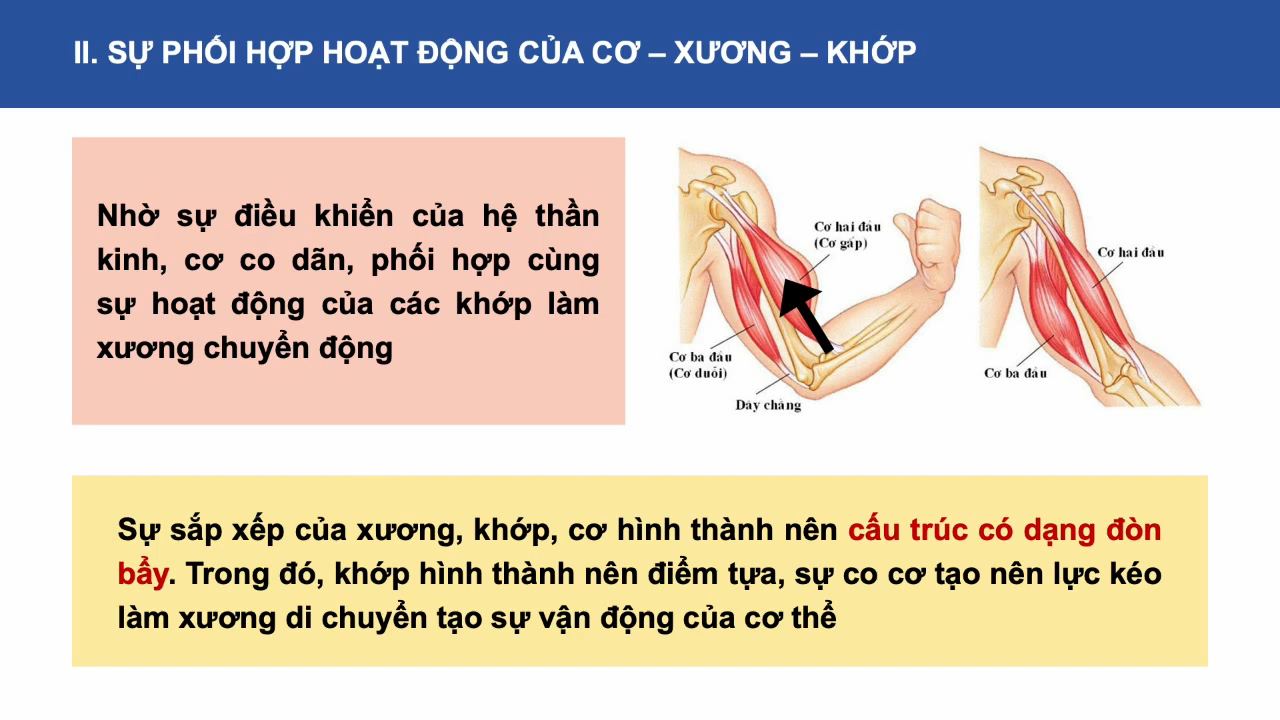 II. SỰ PHỐI HỢP HOẠT ĐỘNG CỦA CƠ – XƯƠNG – KHỚP
Nhờ sự điều khiển của hệ thần
kinh, cơ co dãn, phối hợp cùng
sự hoạt động của các khớp làm
xương chuyển động
Cơ hai đầu
(Cơ gấp)
Cơ ba đầu
(Cơ duỗi)
Dây chằng
Cơ hai đầu
Cơ ba đầu
Sự sắp xếp của xương, khớp, cơ hình thành nên cấu trúc có dạng đòn
bẩy. Trong đó, khớp hình thành nên điểm tựa, sự co cơ tạo nên lực kéo
làm xương di chuyển tạo sự vận động của cơ thể